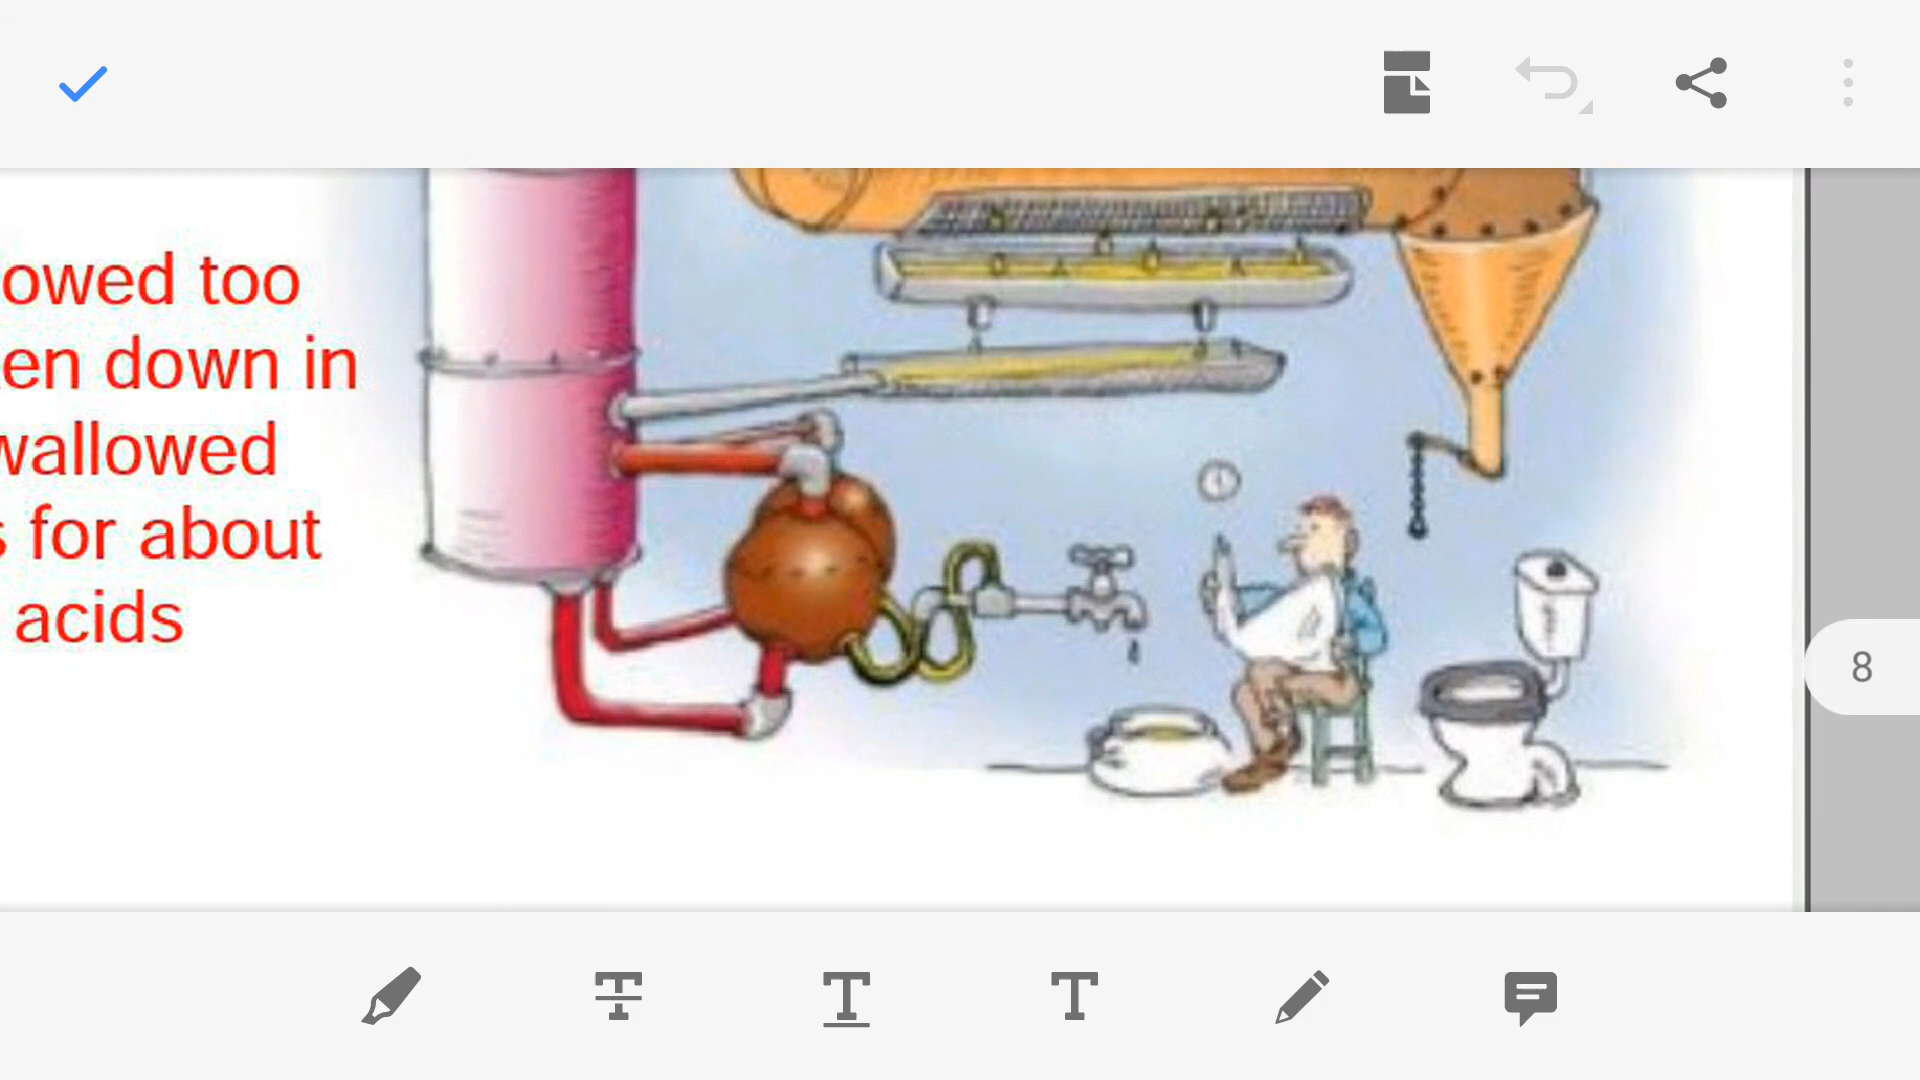 owed too
en down in
wallowed
s for about
acids
8